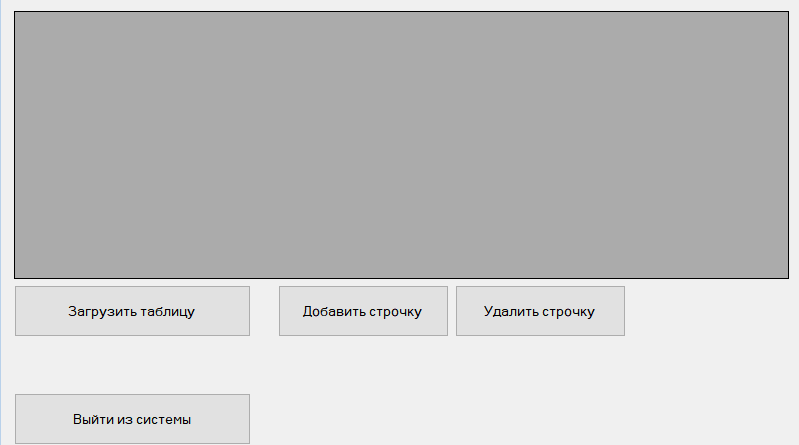 Загрузить таблицу
Добавить строчку
Удалить строчку
Выйти из системы